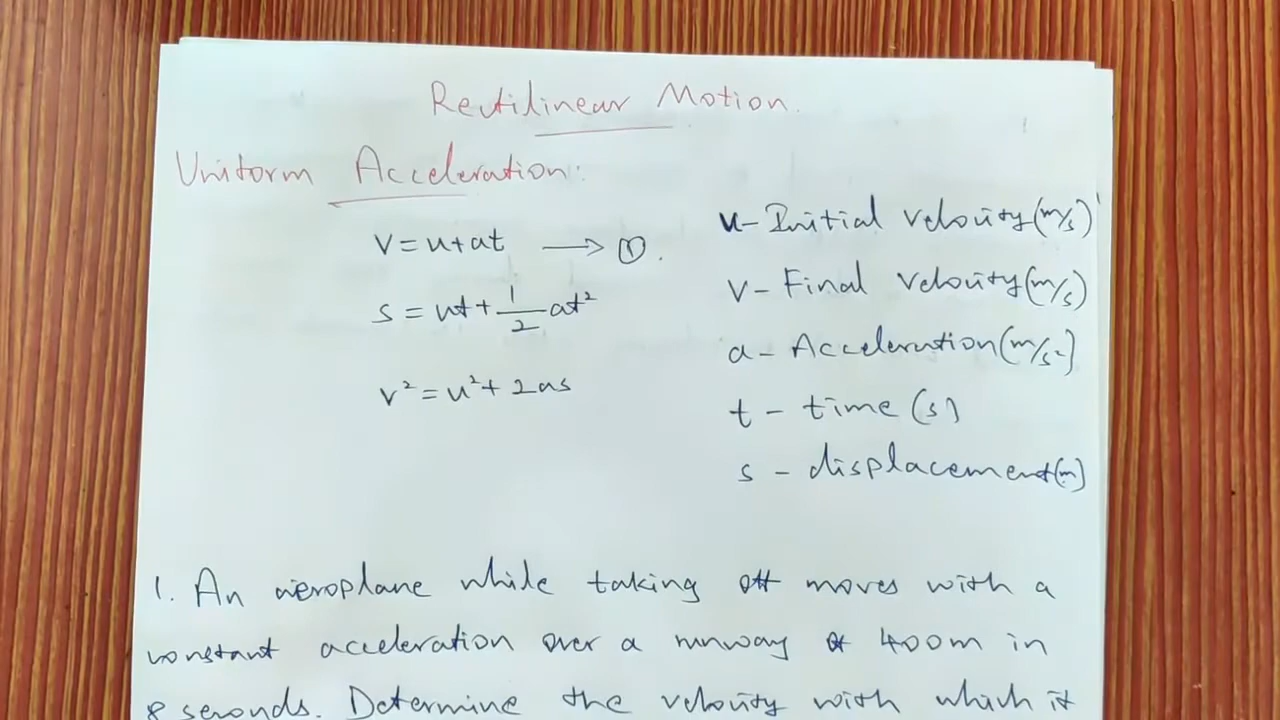 Rectilinear Motion.
Uniform Acceleration:
v = u + at → ①.
s = ut + 1/2 at²
v² = u² + 2as
u - Initial velocity (m/s)
v - Final velocity (m/s)
a - Acceleration (m/s²)
t - time (s)
s - displacement (m)
1. An aeroplane while taking off moves with a
constant acceleration over a runway of 400m in
8 seconds. Determine the velocity with which it